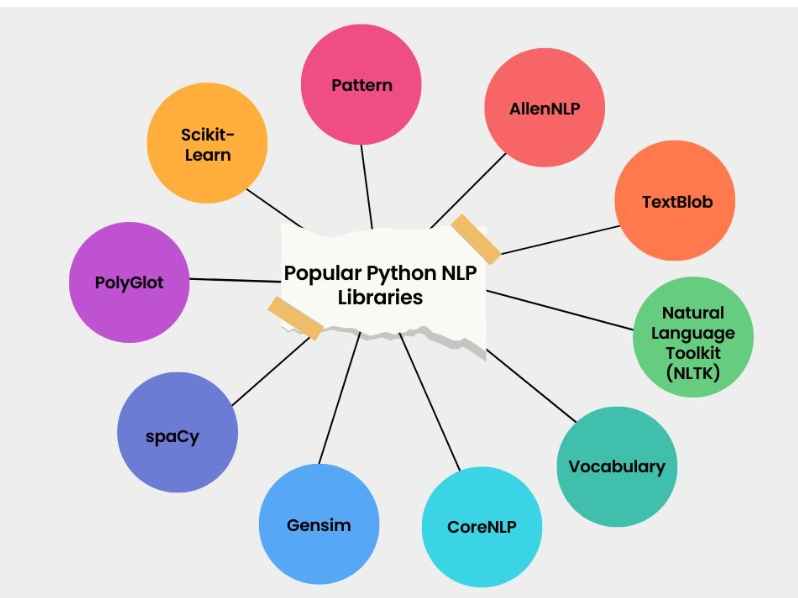 Pattern
AllenNLP
Scikit-
Learn
TextBlob
PolyGlot
Popular Python NLP
Libraries
Natural
Language
Toolkit
(NLTK)
spaCy
Vocabulary
Gensim
CoreNLP